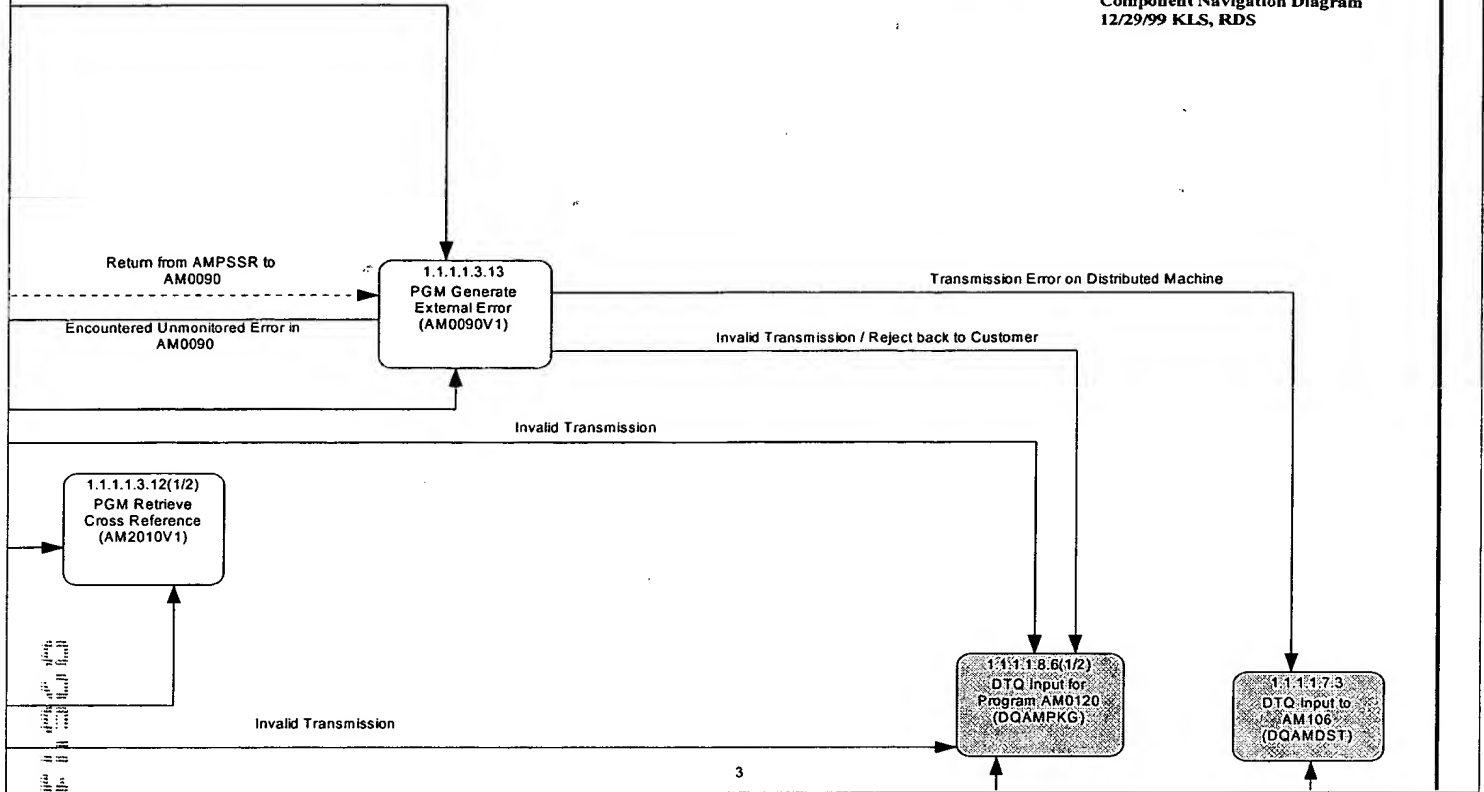 Component Navigation Diagram
12/29/99 KLS, RDS
Return from AMPSSR to
AM0090
Encountered Unmonitored Error in
AM0090
1.1.1.1.3.13
PGM Generate
External Error
(AM0090V1)
Transmission Error on Distributed Machine
Invalid Transmission / Reject back to Customer
Invalid Transmission
1.1.1.1.3.12(1/2)
PGM Retrieve
Cross Reference
(AM2010V1)
Invalid Transmission
1.1.1.1.8.6(1/2)
DTQ Input for
Program AM0120
(DQAMPKG)
1.1.1.1.7.3
DTQ Input to
AM106
(DQAMDST)
3